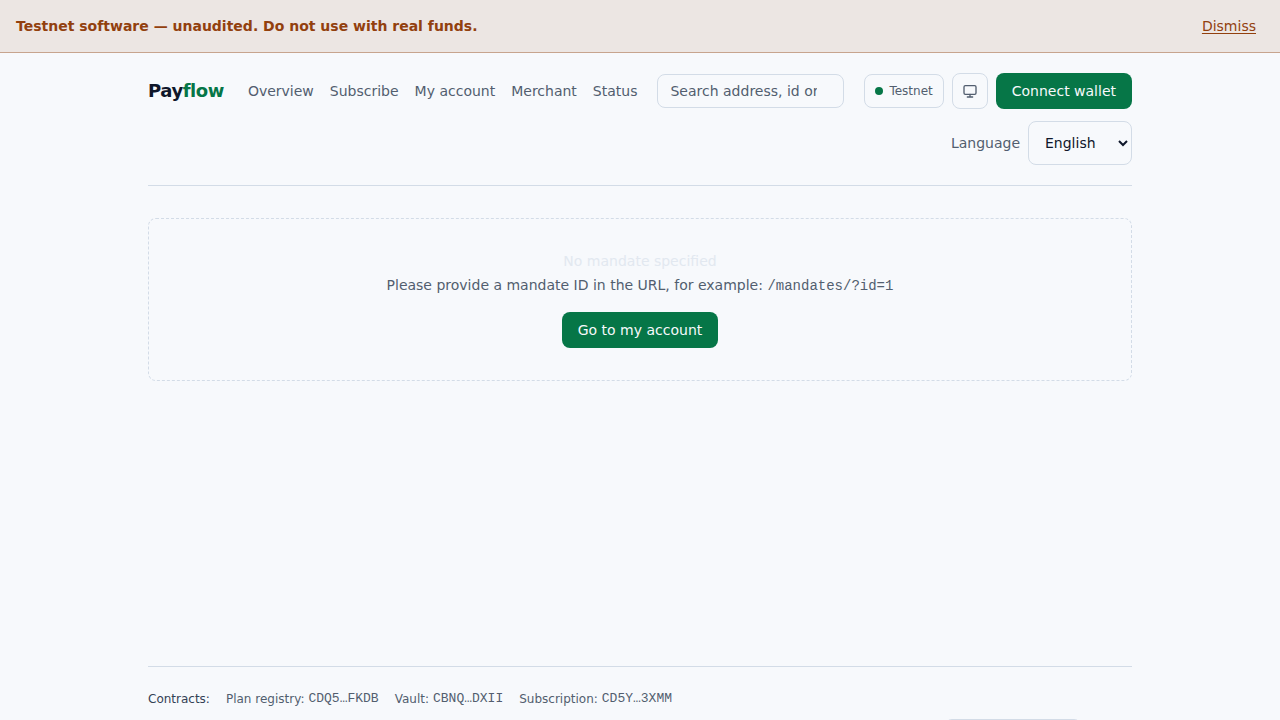 Testnet software — unaudited. Do not use with real funds.
Dismiss
Payflow
Overview
Subscribe
My account
Merchant
Status
Search address, id or
Testnet
Connect wallet
Language
English
No mandate specified
Please provide a mandate ID in the URL, for example: /mandates/?id=1
Go to my account
Contracts: Plan registry: CDQ5…FKDB Vault: CBNQ…DXII Subscription: CD5Y…3XMM